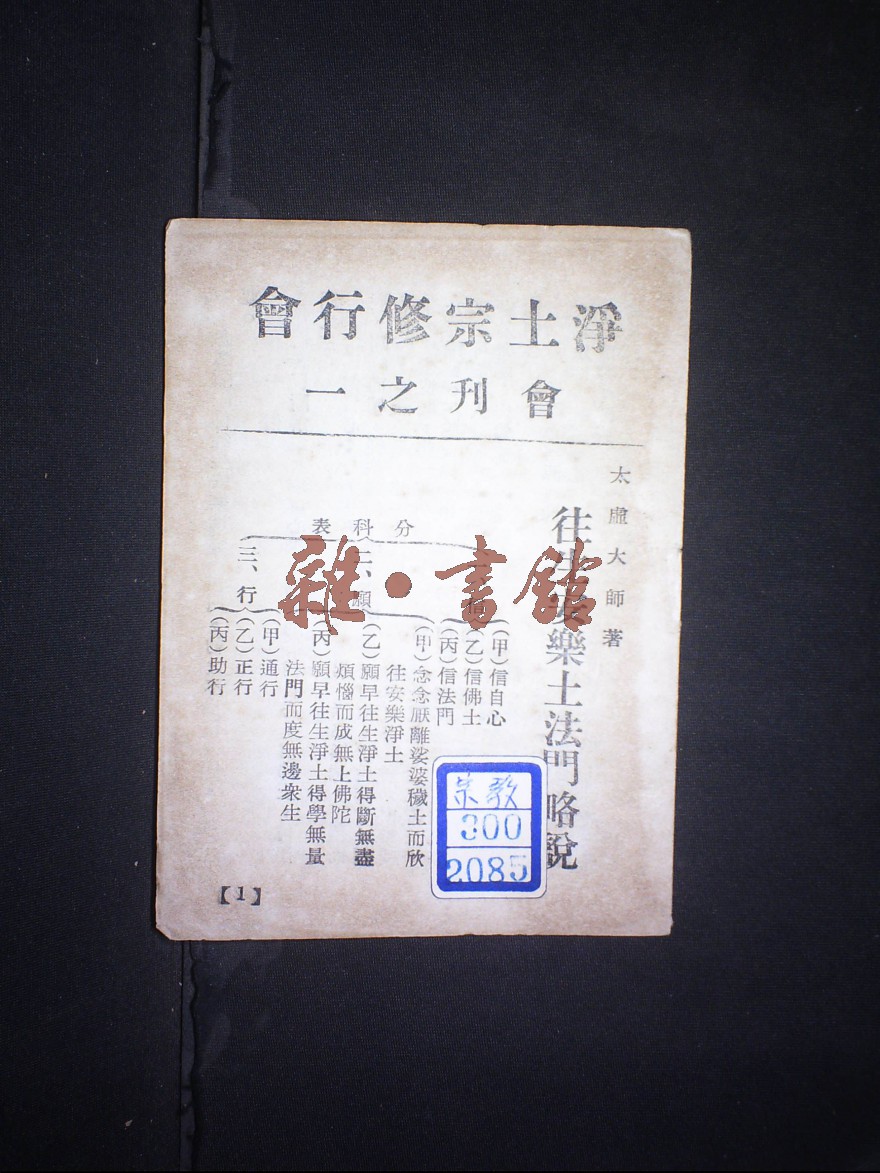 淨土宗修行會
會刊之一
太虛大師著
往生安樂土法門略說
分科表
一、信
（甲）信自心
（乙）信佛土
（丙）信法門
二、願
（甲）念念厭離娑婆穢土而欣
往安樂淨土
（乙）願早往生淨土得斷無盡
煩惱而成無上佛陀
（丙）願早往生淨土得學無量
法門而度無邊衆生
三、行
（甲）通行
（乙）正行
（丙）助行
【1】
宗教
300
2085
雜·書館